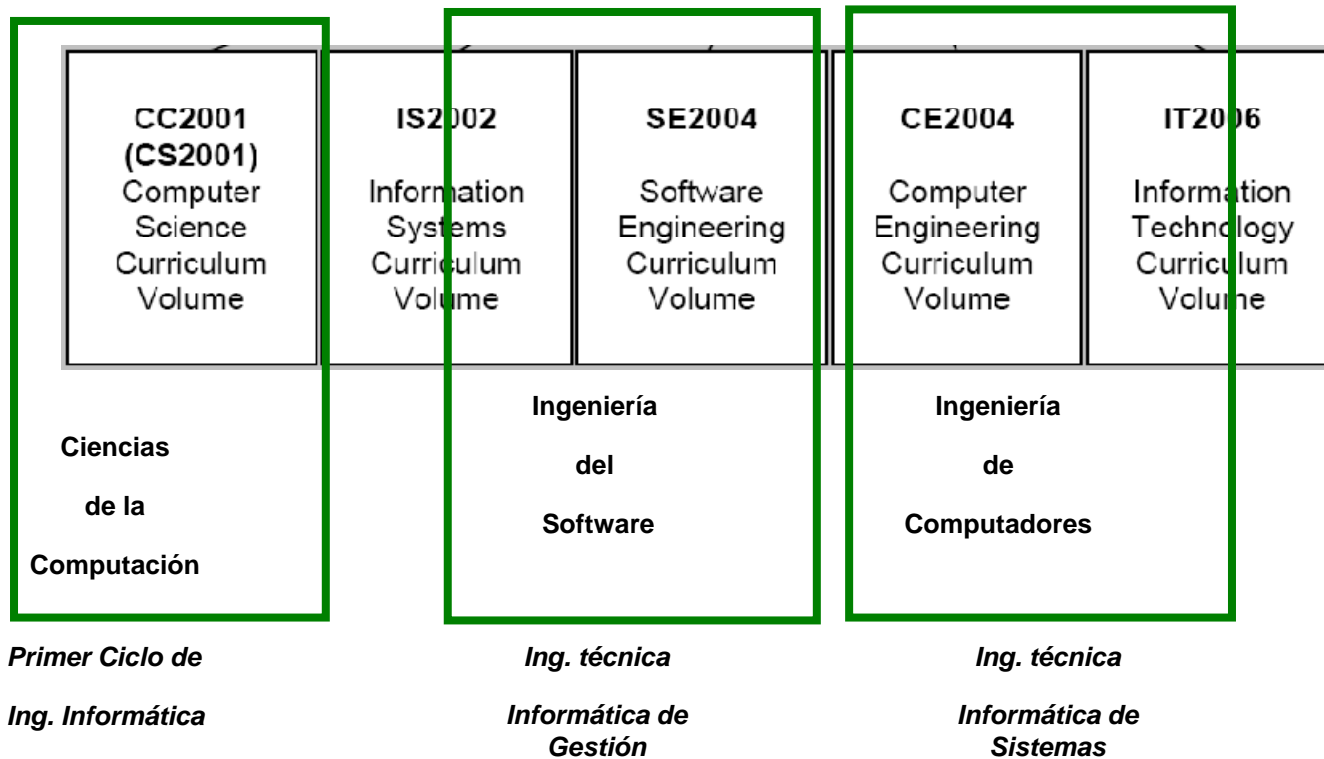 CC2001
(CS2001)
Computer
Science
Curriculum
Volume
IS2002
Information
Systems
Curriculum
Volume
SE2004
Software
Engineering
Curriculum
Volume
CE2004
Computer
Engineering
Curriculum
Volume
IT2006
Information
Technology
Curriculum
Volume
Ciencias
de la
Computación
Ingeniería
del
Software
Ingeniería
de
Computadores
Primer Ciclo de
Ing. Informática
Ing. técnica
Informática de
Gestión
Ing. técnica
Informática de
Sistemas